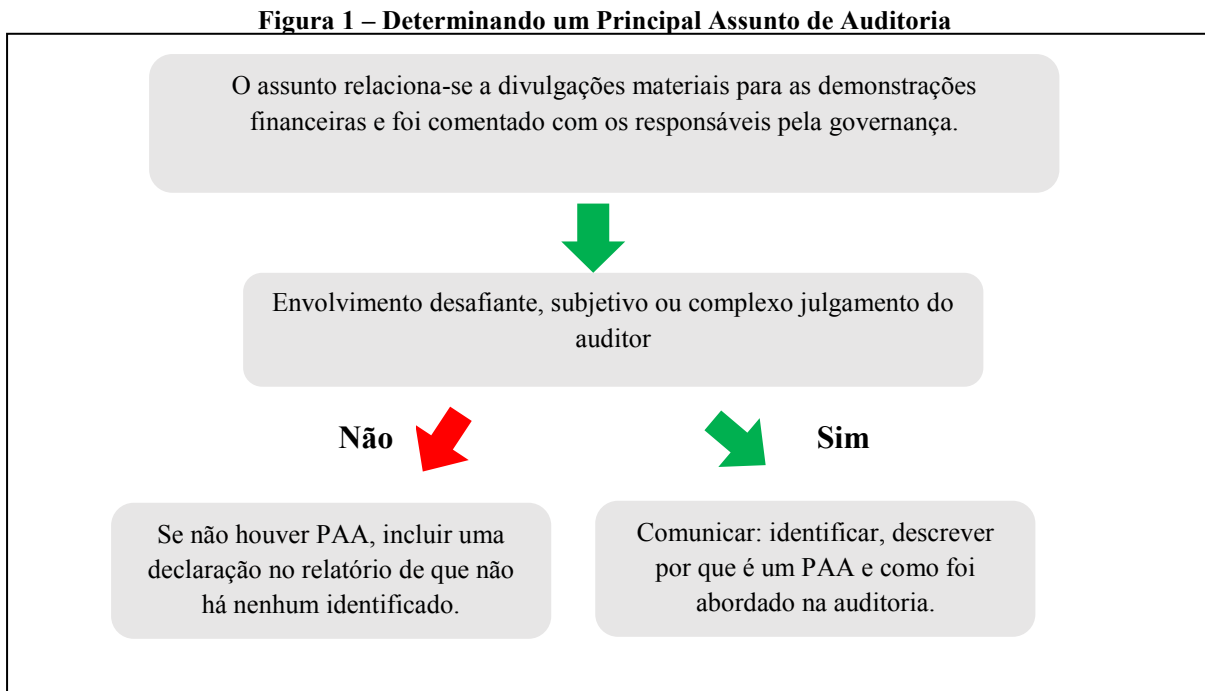 Figura 1 – Determinando um Principal Assunto de Auditoria
O assunto relaciona-se a divulgações materiais para as demonstrações
financeiras e foi comentado com os responsáveis pela governança.
Envolvimento desafiante, subjetivo ou complexo julgamento do
auditor
Não
Sim
Se não houver PAA, incluir uma
declaração no relatório de que não
há nenhum identificado.
Comunicar: identificar, descrever
por que é um PAA e como foi
abordado na auditoria.